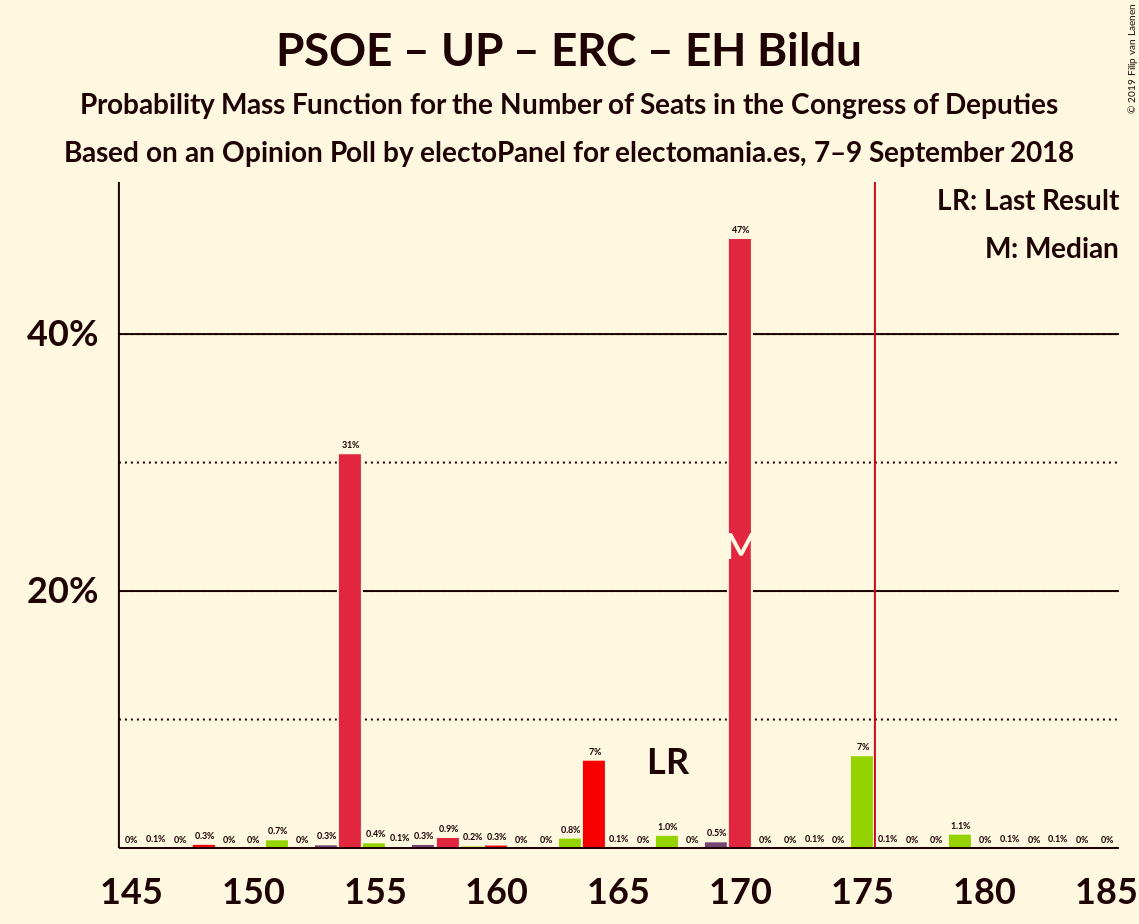 PSOE – UP – ERC – EH Bildu
Probability Mass Function for the Number of Seats in the Congress of Deputies
Based on an Opinion Poll by electoPanel for electomania.es, 7–9 September 2018
© 2019 Filip van Laenen
LR: Last Result
M: Median
40%
20%
0% 0.1% 0% 0.3% 0% 0% 0.7% 0% 0.3% 31% 0.4% 0.1% 0.3% 0.9% 0.2% 0.3% 0% 0% 0.8% 7% 0.1% 0% 1.0% 0% 0.5% 47% 0% 0% 0.1% 0% 7% 0.1% 0% 0% 1.1% 0% 0.1% 0% 0.1% 0% 0%
M
LR
145 150 155 160 165 170 175 180 185